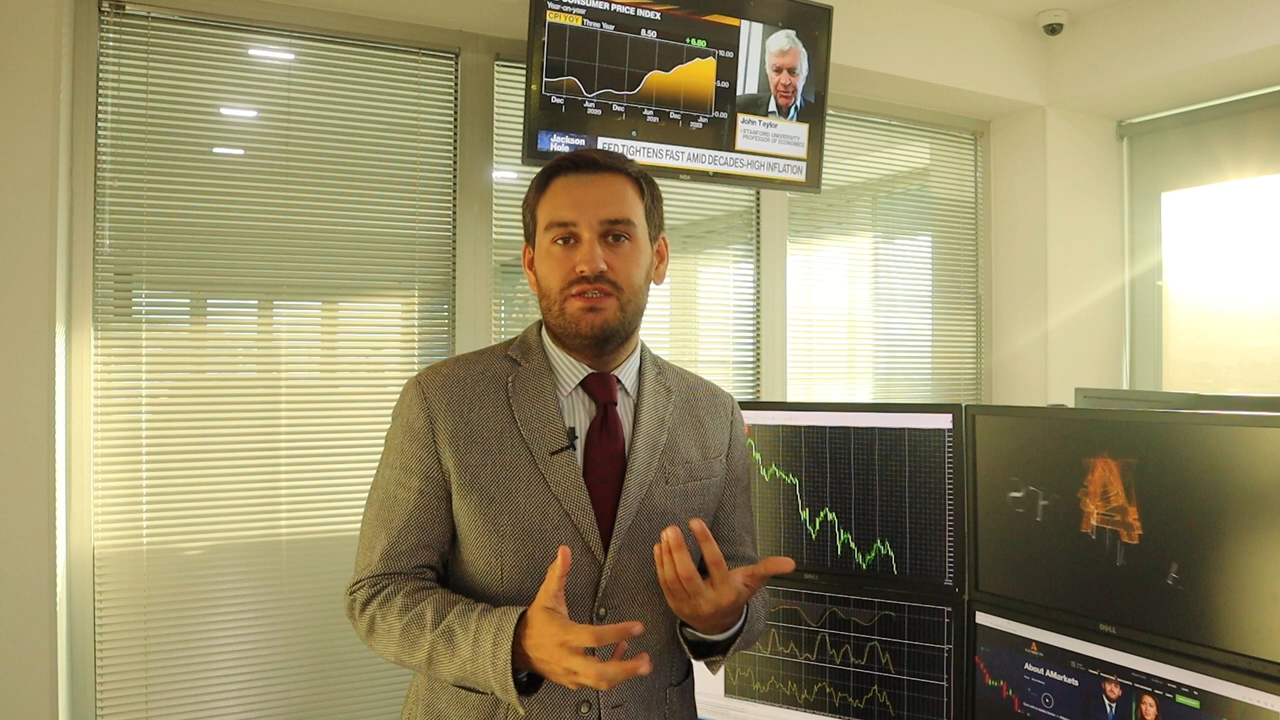 CONSUMER PRICE INDEX
Year-on-year
CPI YOY Three Year
8.50
+6.80
10.00
5.00
0.00
Dec Jun Dec Jun Dec Jun
2020 2021 2022
John Taylor
STANFORD UNIVERSITY
PROFESSOR OF ECONOMICS
Jackson
Hole
FED TIGHTENS FAST AMID DECADES-HIGH INFLATION
DELL
DELL
A
About AMarkets